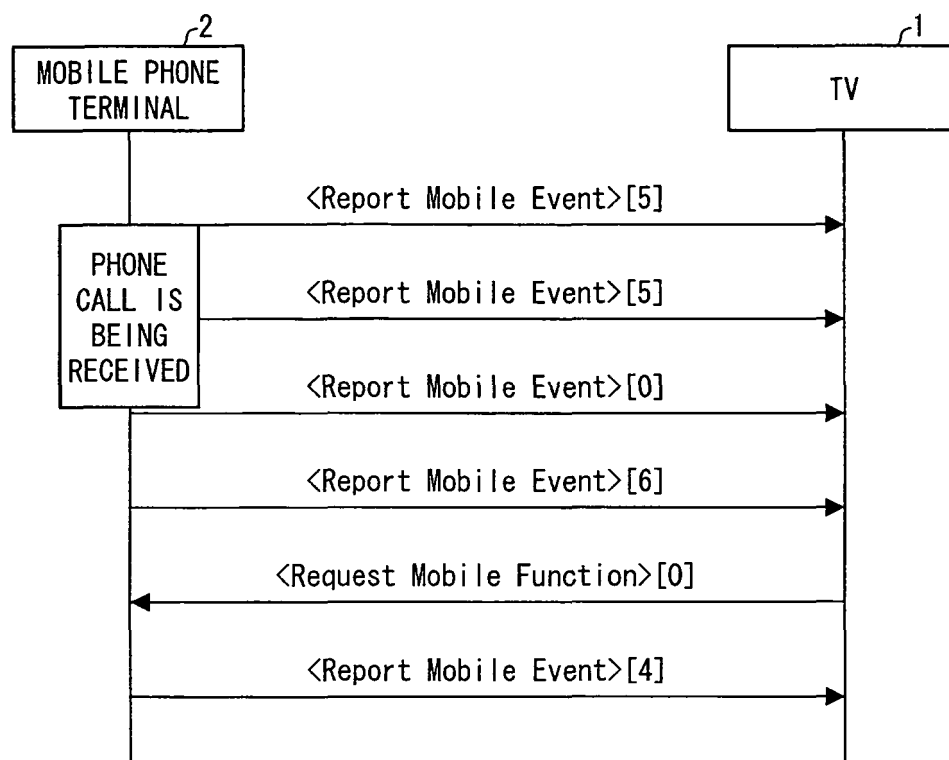 2
1
MOBILE PHONE
TERMINAL
TV
<Report Mobile Event>[5]
PHONE
CALL IS
BEING
RECEIVED
<Report Mobile Event>[5]
<Report Mobile Event>[0]
<Report Mobile Event>[6]
<Request Mobile Function>[0]
<Report Mobile Event>[4]